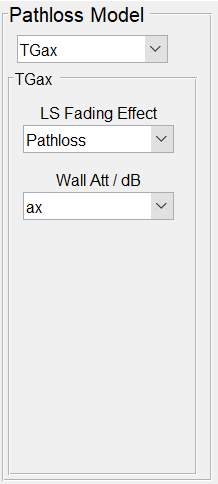 Pathloss Model
TGax
TGax
LS Fading Effect
Pathloss
Wall Att / dB
ax